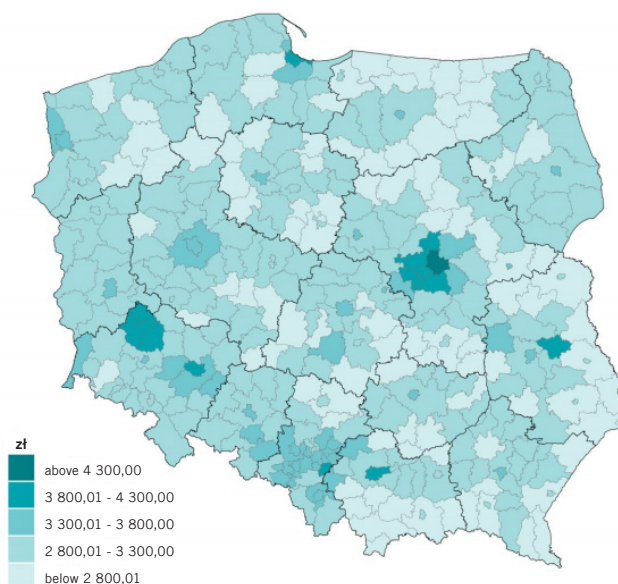 zł
above 4 300,00
3 800,01 - 4 300,00
3 300,01 - 3 800,00
2 800,01 - 3 300,00
below 2 800,01